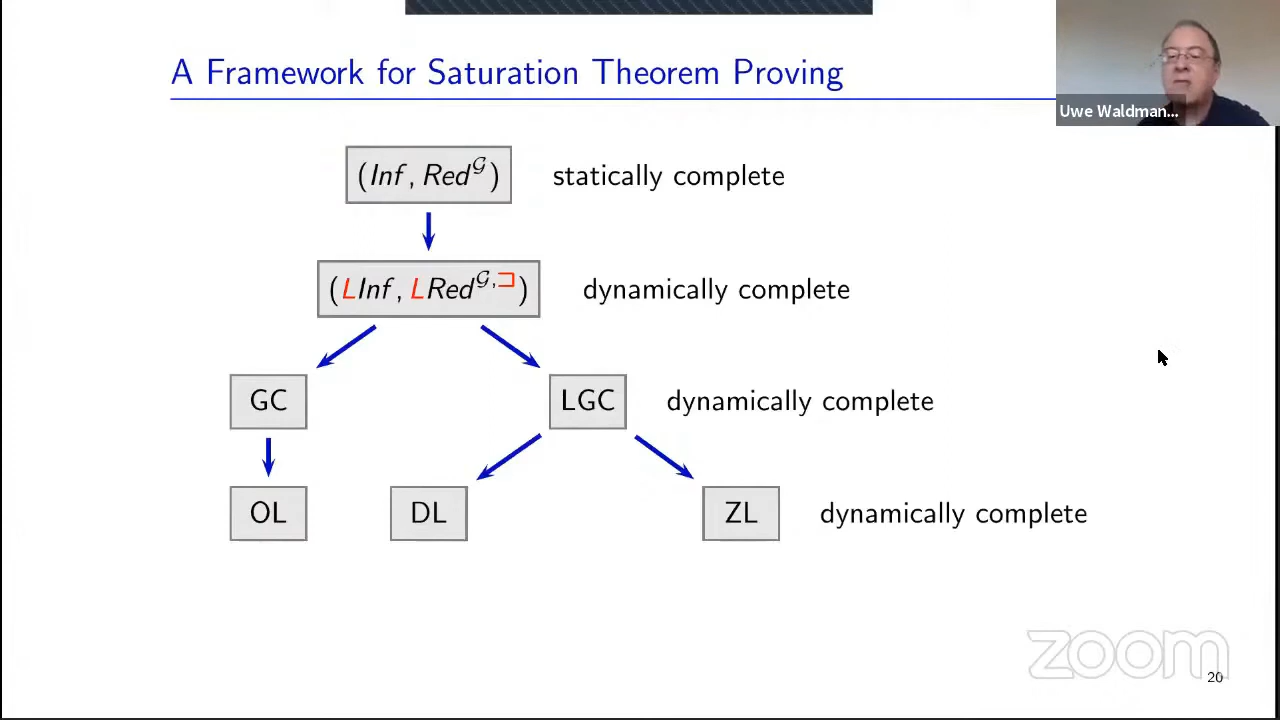 A Framework for Saturation Theorem Proving
Uwe Waldman...
(Inf, Red^𝒢) statically complete
(LInf, LRed^𝒢,⊐) dynamically complete
GC LGC dynamically complete
OL DL ZL dynamically complete
zoom
20